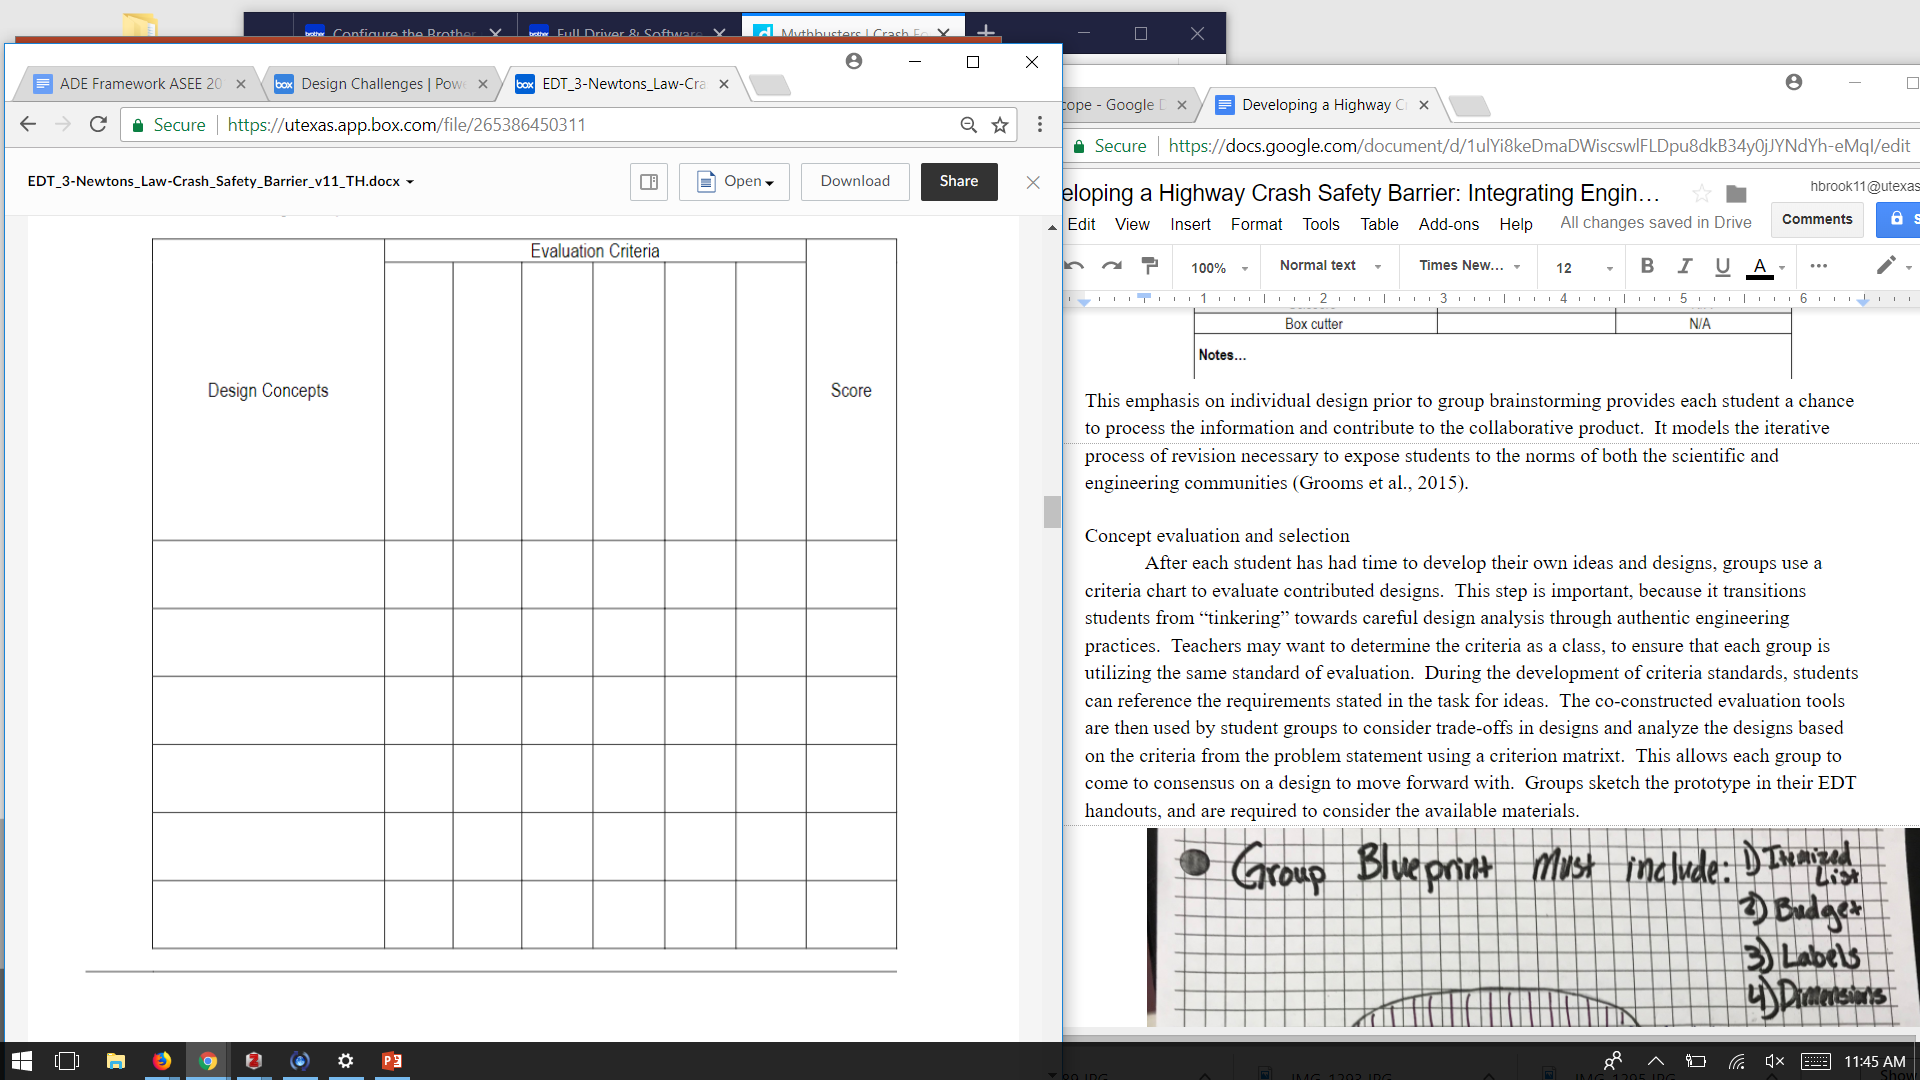 Configure the Brother
Full Driver & Software
Mythbusters | Crash Fo
ADE Framework ASEE 20
Design Challenges | Powe
EDT_3-Newtons_Law-Cra
Secure
https://utexas.app.box.com/file/265386450311
EDT_3-Newtons_Law-Crash_Safety_Barrier_v11_TH.docx
Open
Download
Share
Evaluation Criteria
Design Concepts
Score
cope - Google D
Developing a Highway C
Secure
https://docs.google.com/document/d/1ulYi8keDmaDWiscswlFLDpu8dkB34y0jJYNdYh-eMqI/edit
eloping a Highway Crash Safety Barrier: Integrating Engin...
hbrook11@utexas
Edit View Insert Format Tools Table Add-ons Help All changes saved in Drive
Comments
100% Normal text Times New... 12 B I U A
1 2 3 4 5 6
Box cutter N/A
Notes...
This emphasis on individual design prior to group brainstorming provides each student a chance
to process the information and contribute to the collaborative product. It models the iterative
process of revision necessary to expose students to the norms of both the scientific and
engineering communities (Grooms et al., 2015).
Concept evaluation and selection
After each student has had time to develop their own ideas and designs, groups use a
criteria chart to evaluate contributed designs. This step is important, because it transitions
students from “tinkering” towards careful design analysis through authentic engineering
practices. Teachers may want to determine the criteria as a class, to ensure that each group is
utilizing the same standard of evaluation. During the development of criteria standards, students
can reference the requirements stated in the task for ideas. The co-constructed evaluation tools
are then used by student groups to consider trade-offs in designs and analyze the designs based
on the criteria from the problem statement using a criterion matrixt. This allows each group to
come to consensus on a design to move forward with. Groups sketch the prototype in their EDT
handouts, and are required to consider the available materials.
Group Blueprint Must include: 1) Itemized
List
2) Budget
3) Labels
4) Dimensions
89.JPG
IMG_1293.JPG
IMG_1295.JPG
11:45 AM